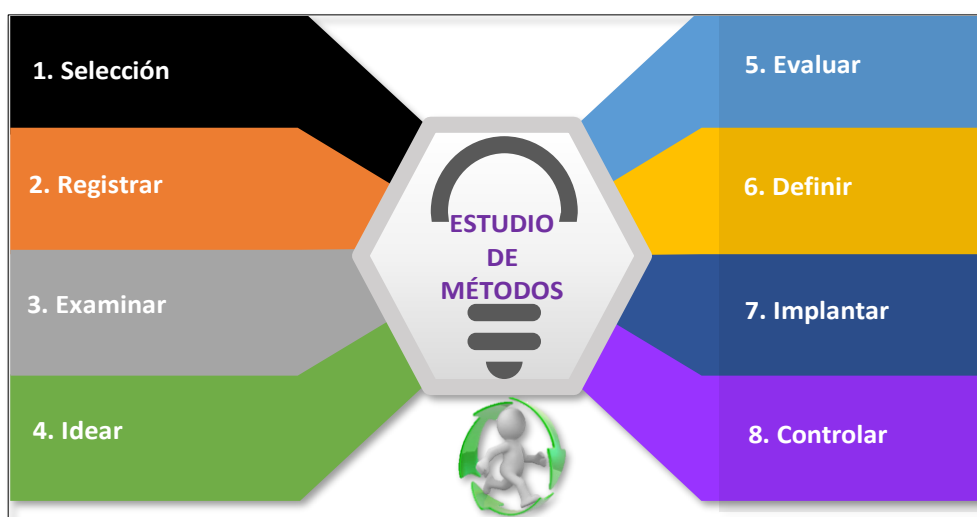 1. Selección
2. Registrar
3. Examinar
4. Idear
ESTUDIO
DE
MÉTODOS
5. Evaluar
6. Definir
7. Implantar
8. Controlar